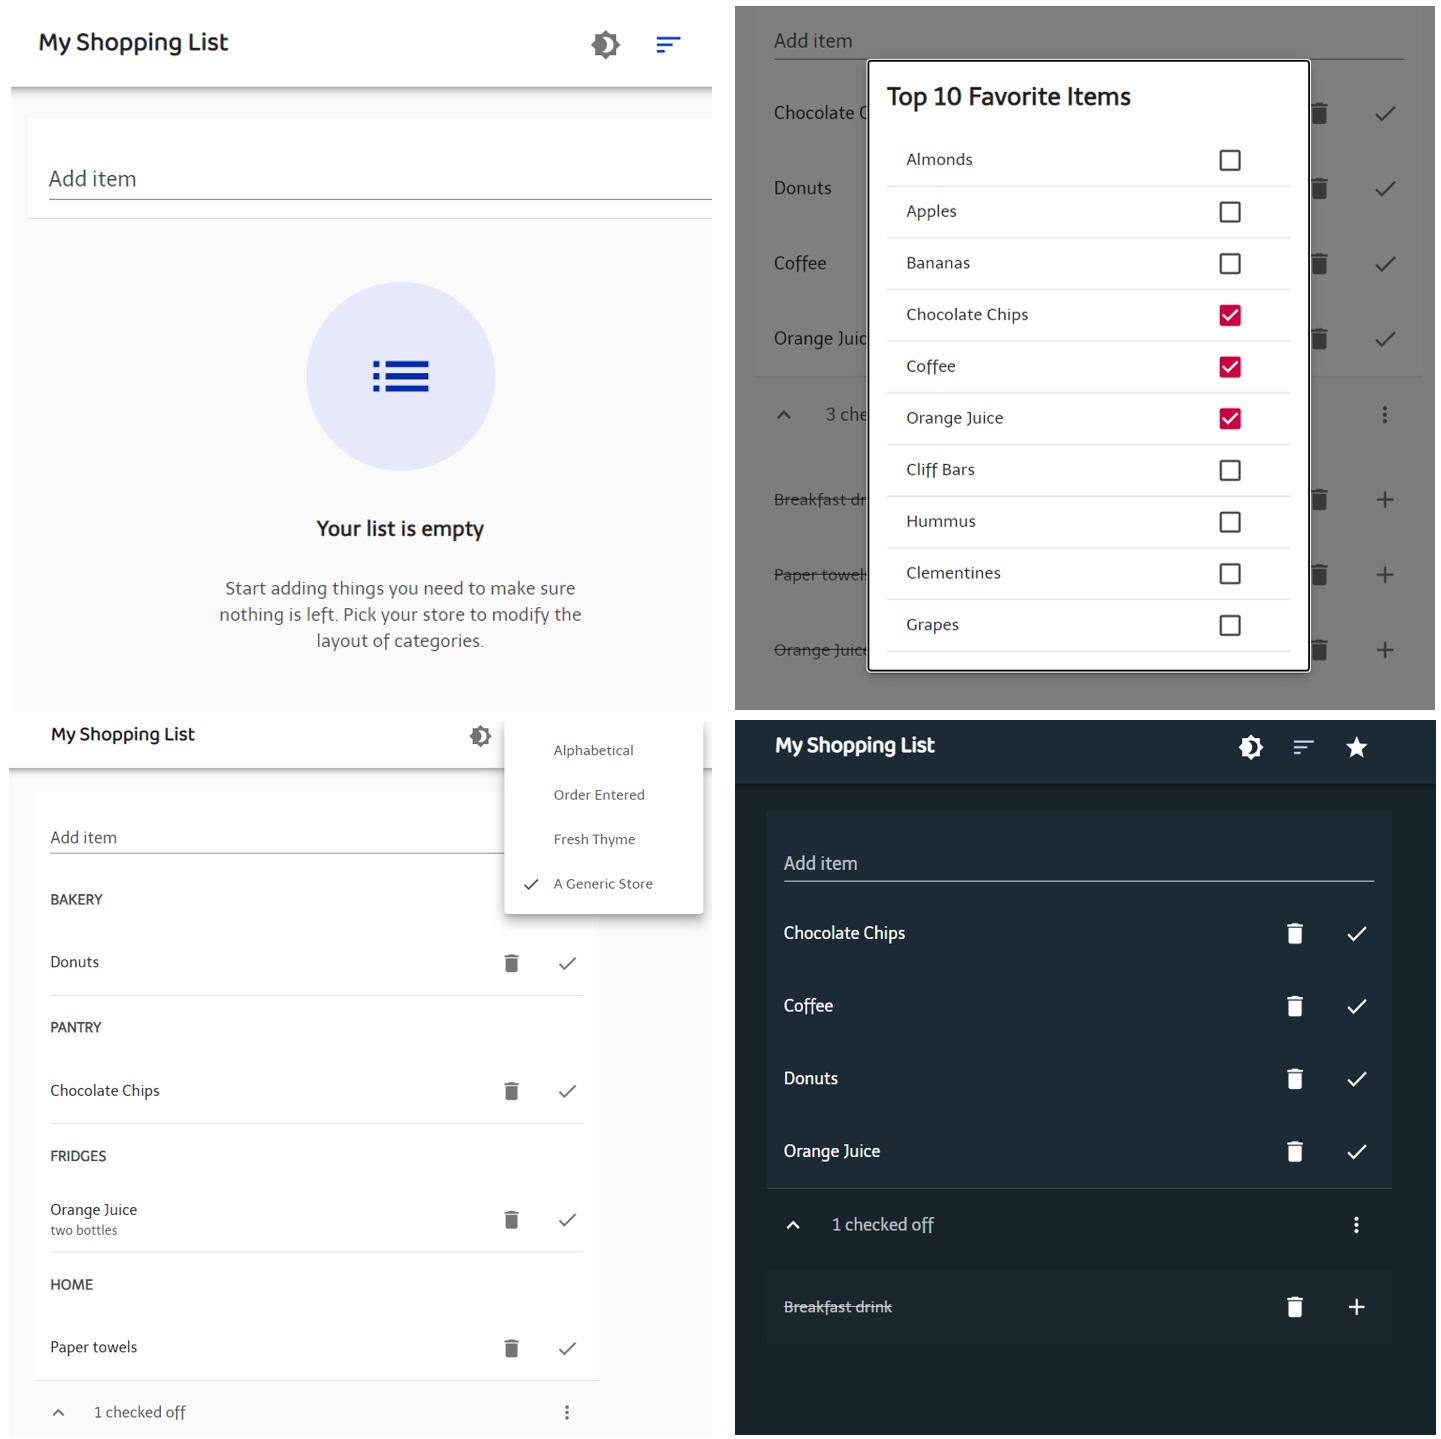 My Shopping List
Add item
Your list is empty
Start adding things you need to make sure
nothing is left. Pick your store to modify the
layout of categories.
Add item
Chocolate C
Donuts
Coffee
Orange Juic
3 che
Breakfast dr
Paper towels
Orange Juice
Top 10 Favorite Items
Almonds
Apples
Bananas
Chocolate Chips
Coffee
Orange Juice
Cliff Bars
Hummus
Clementines
Grapes
My Shopping List
Alphabetical
Order Entered
Fresh Thyme
A Generic Store
Add item
BAKERY
Donuts
PANTRY
Chocolate Chips
FRIDGES
Orange Juice
two bottles
HOME
Paper towels
1 checked off
My Shopping List
Add item
Chocolate Chips
Coffee
Donuts
Orange Juice
1 checked off
Breakfast drink